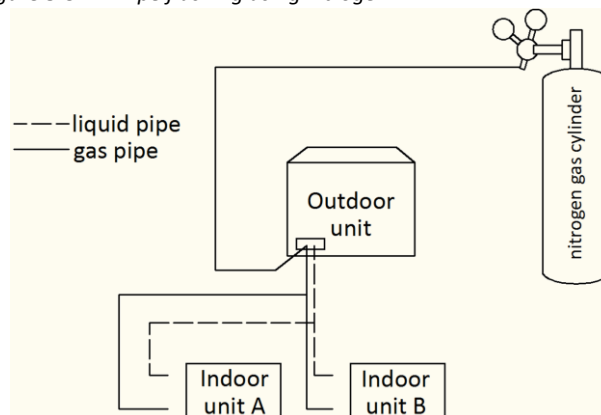 liquid pipe
gas pipe
Outdoor
unit
nitrogen gas cylinder
Indoor
unit A
Indoor
unit B